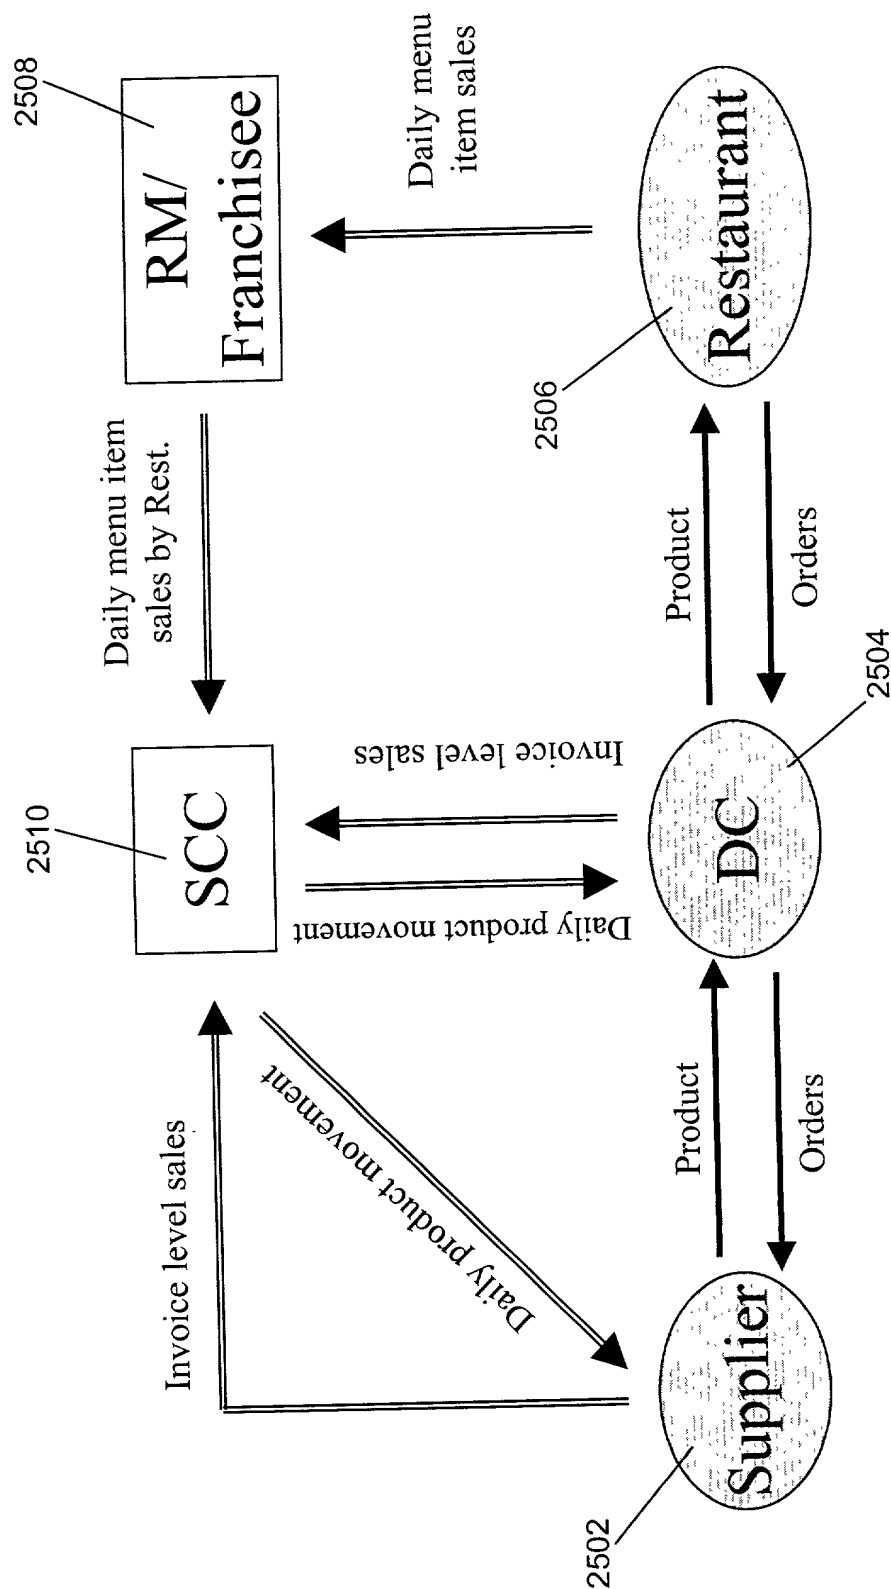 2510
SCC
Daily menu item
sales by Rest.
2508
RM/
Franchisee
Invoice level sales
Daily product movement
Daily product movement
Invoice level sales
Daily menu
item sales
2502
Supplier
Product
Orders
DC
2504
Product
Orders
2506
Restaurant